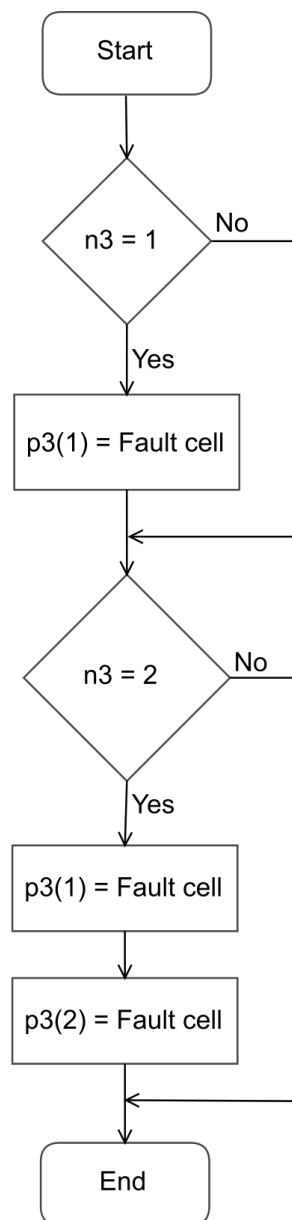 Start
n3 = 1
No
Yes
p3(1) = Fault cell
n3 = 2
No
Yes
p3(1) = Fault cell
p3(2) = Fault cell
End